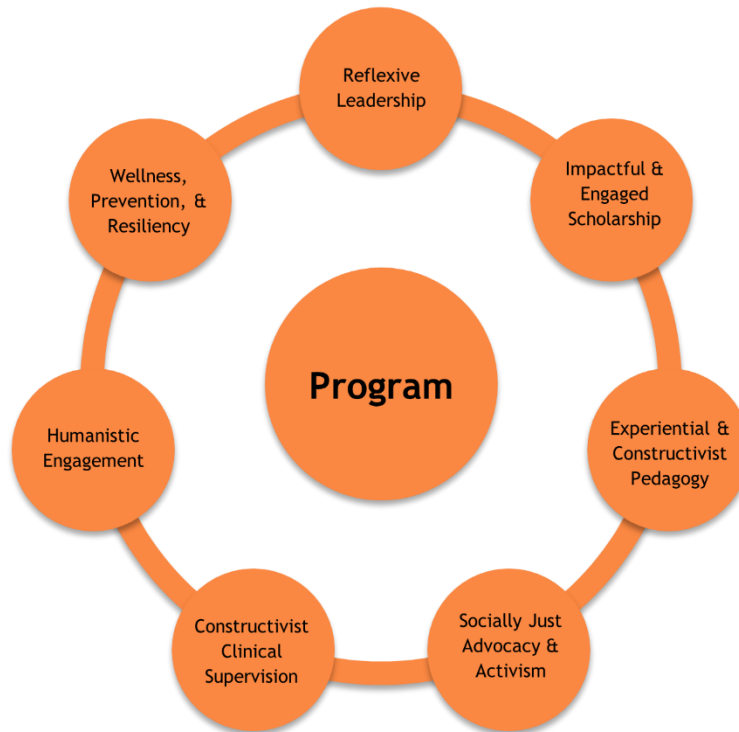 Reflexive
Leadership
Impactful &
Engaged
Scholarship
Experiential &
Constructivist
Pedagogy
Socially Just
Advocacy &
Activism
Constructivist
Clinical
Supervision
Humanistic
Engagement
Wellness,
Prevention, &
Resiliency
Program